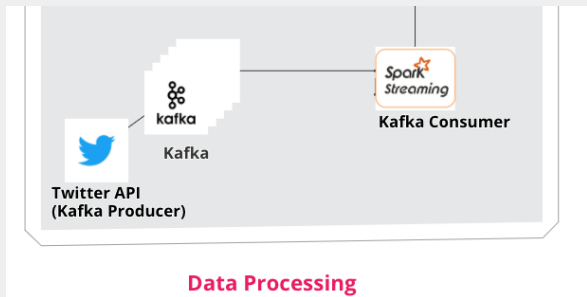 Spark
Streaming
Kafka Consumer
kafka
Kafka
Twitter API
(Kafka Producer)
Data Processing